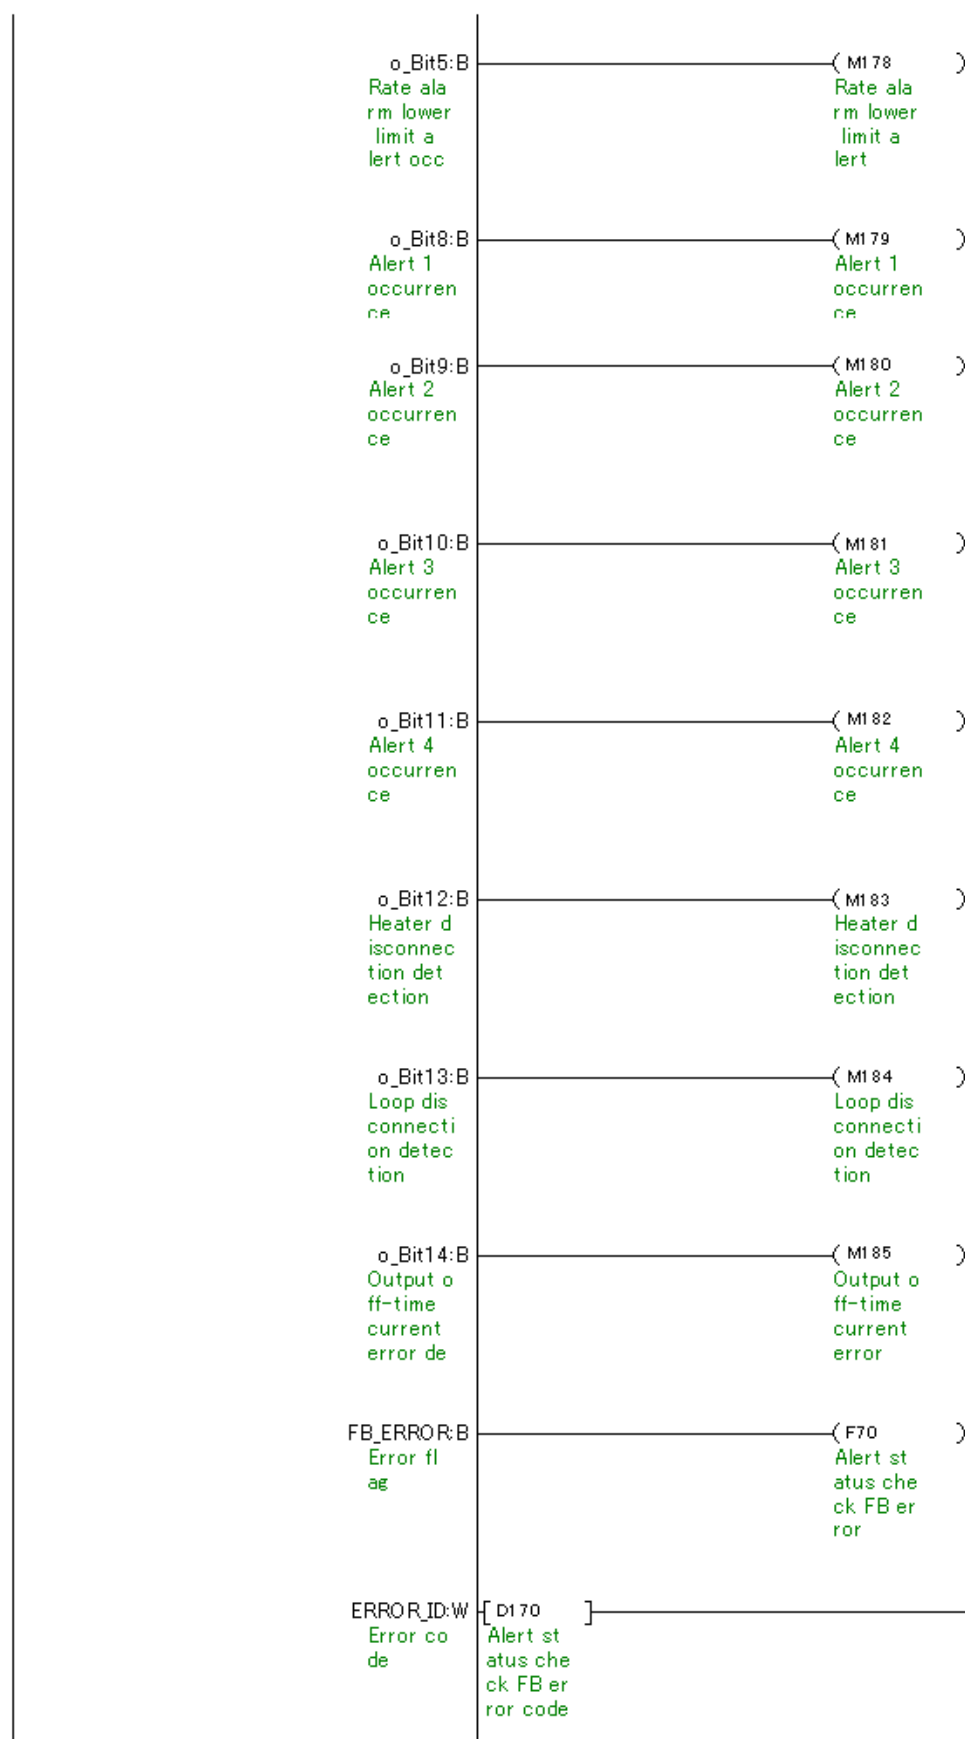 o_Bit5:B ( M178 )
Rate ala Rate ala
rm lower rm lower
limit a limit a
lert occ lert
o_Bit8:B ( M179 )
Alert 1 Alert 1
occurren occurren
ce ce
o_Bit9:B ( M180 )
Alert 2 Alert 2
occurren occurren
ce ce
o_Bit10:B ( M181 )
Alert 3 Alert 3
occurren occurren
ce ce
o_Bit11:B ( M182 )
Alert 4 Alert 4
occurren occurren
ce ce
o_Bit12:B ( M183 )
Heater d Heater d
isconnec isconnec
tion det tion det
ection ection
o_Bit13:B ( M184 )
Loop dis Loop dis
connecti connecti
on detec on detec
tion tion
o_Bit14:B ( M185 )
Output o Output o
ff-time ff-time
current current
error de error
FB_ERROR:B ( F70 )
Error fl Alert st
ag atus che
ck FB er
ror
ERROR_ID:W [ D170 ]
Error co Alert st
de atus che
ck FB er
ror code